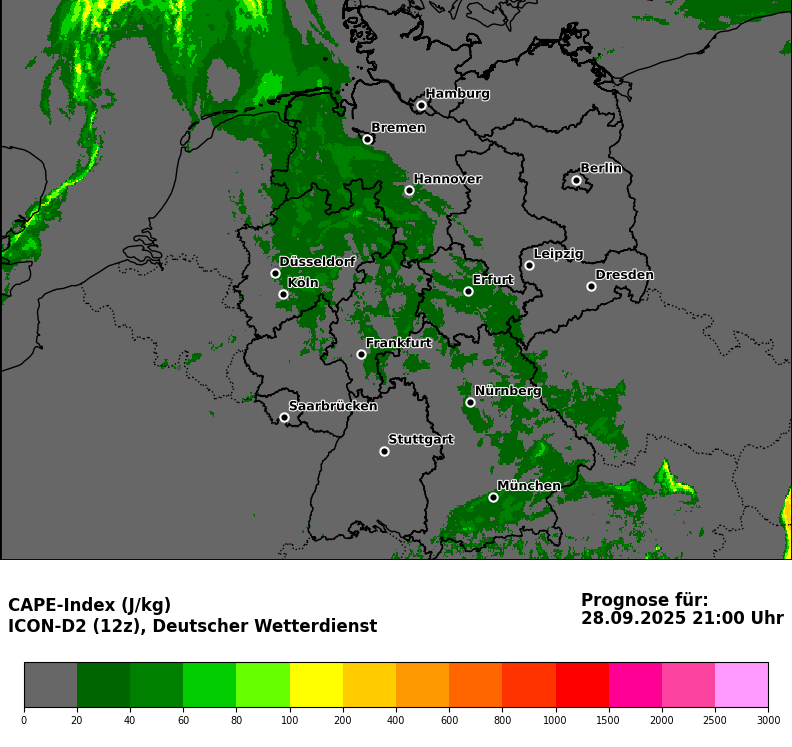 Hamburg
Bremen
Berlin
Hannover
Leipzig
Düsseldorf
Dresden
Erfurt
Köln
Frankfurt
Nürnberg
Saarbrücken
Stuttgart
München
CAPE-Index (J/kg)
ICON-D2 (12z), Deutscher Wetterdienst
Prognose für:
28.09.2025 21:00 Uhr
0 20 40 60 80 100 200 400 600 800 1000 1500 2000 2500 3000